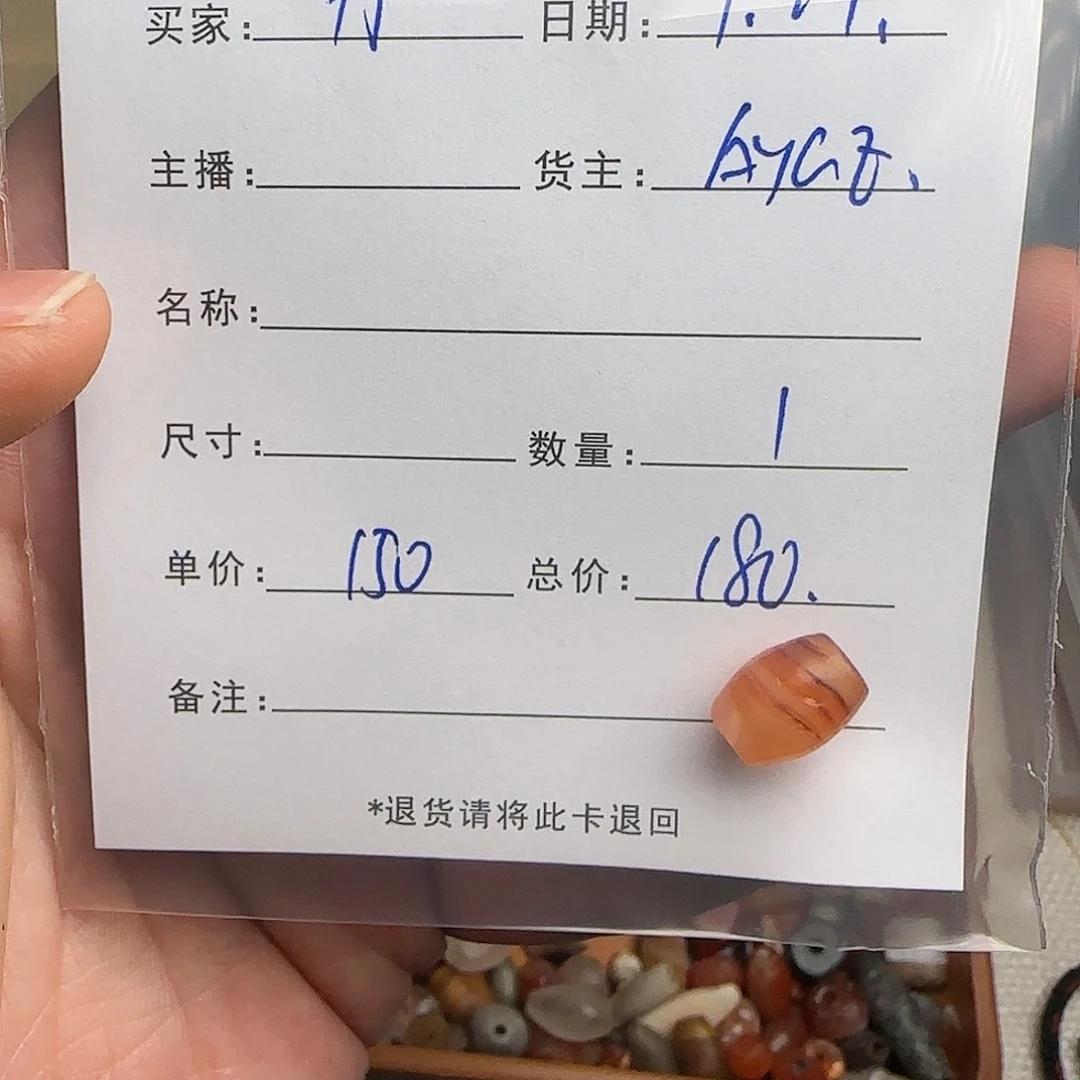 买家: 日期:
主播: 货主: AYGZ.
名称:
尺寸: 数量: 1
单价: 150 总价: 180.
备注:
*退货请将此卡退回